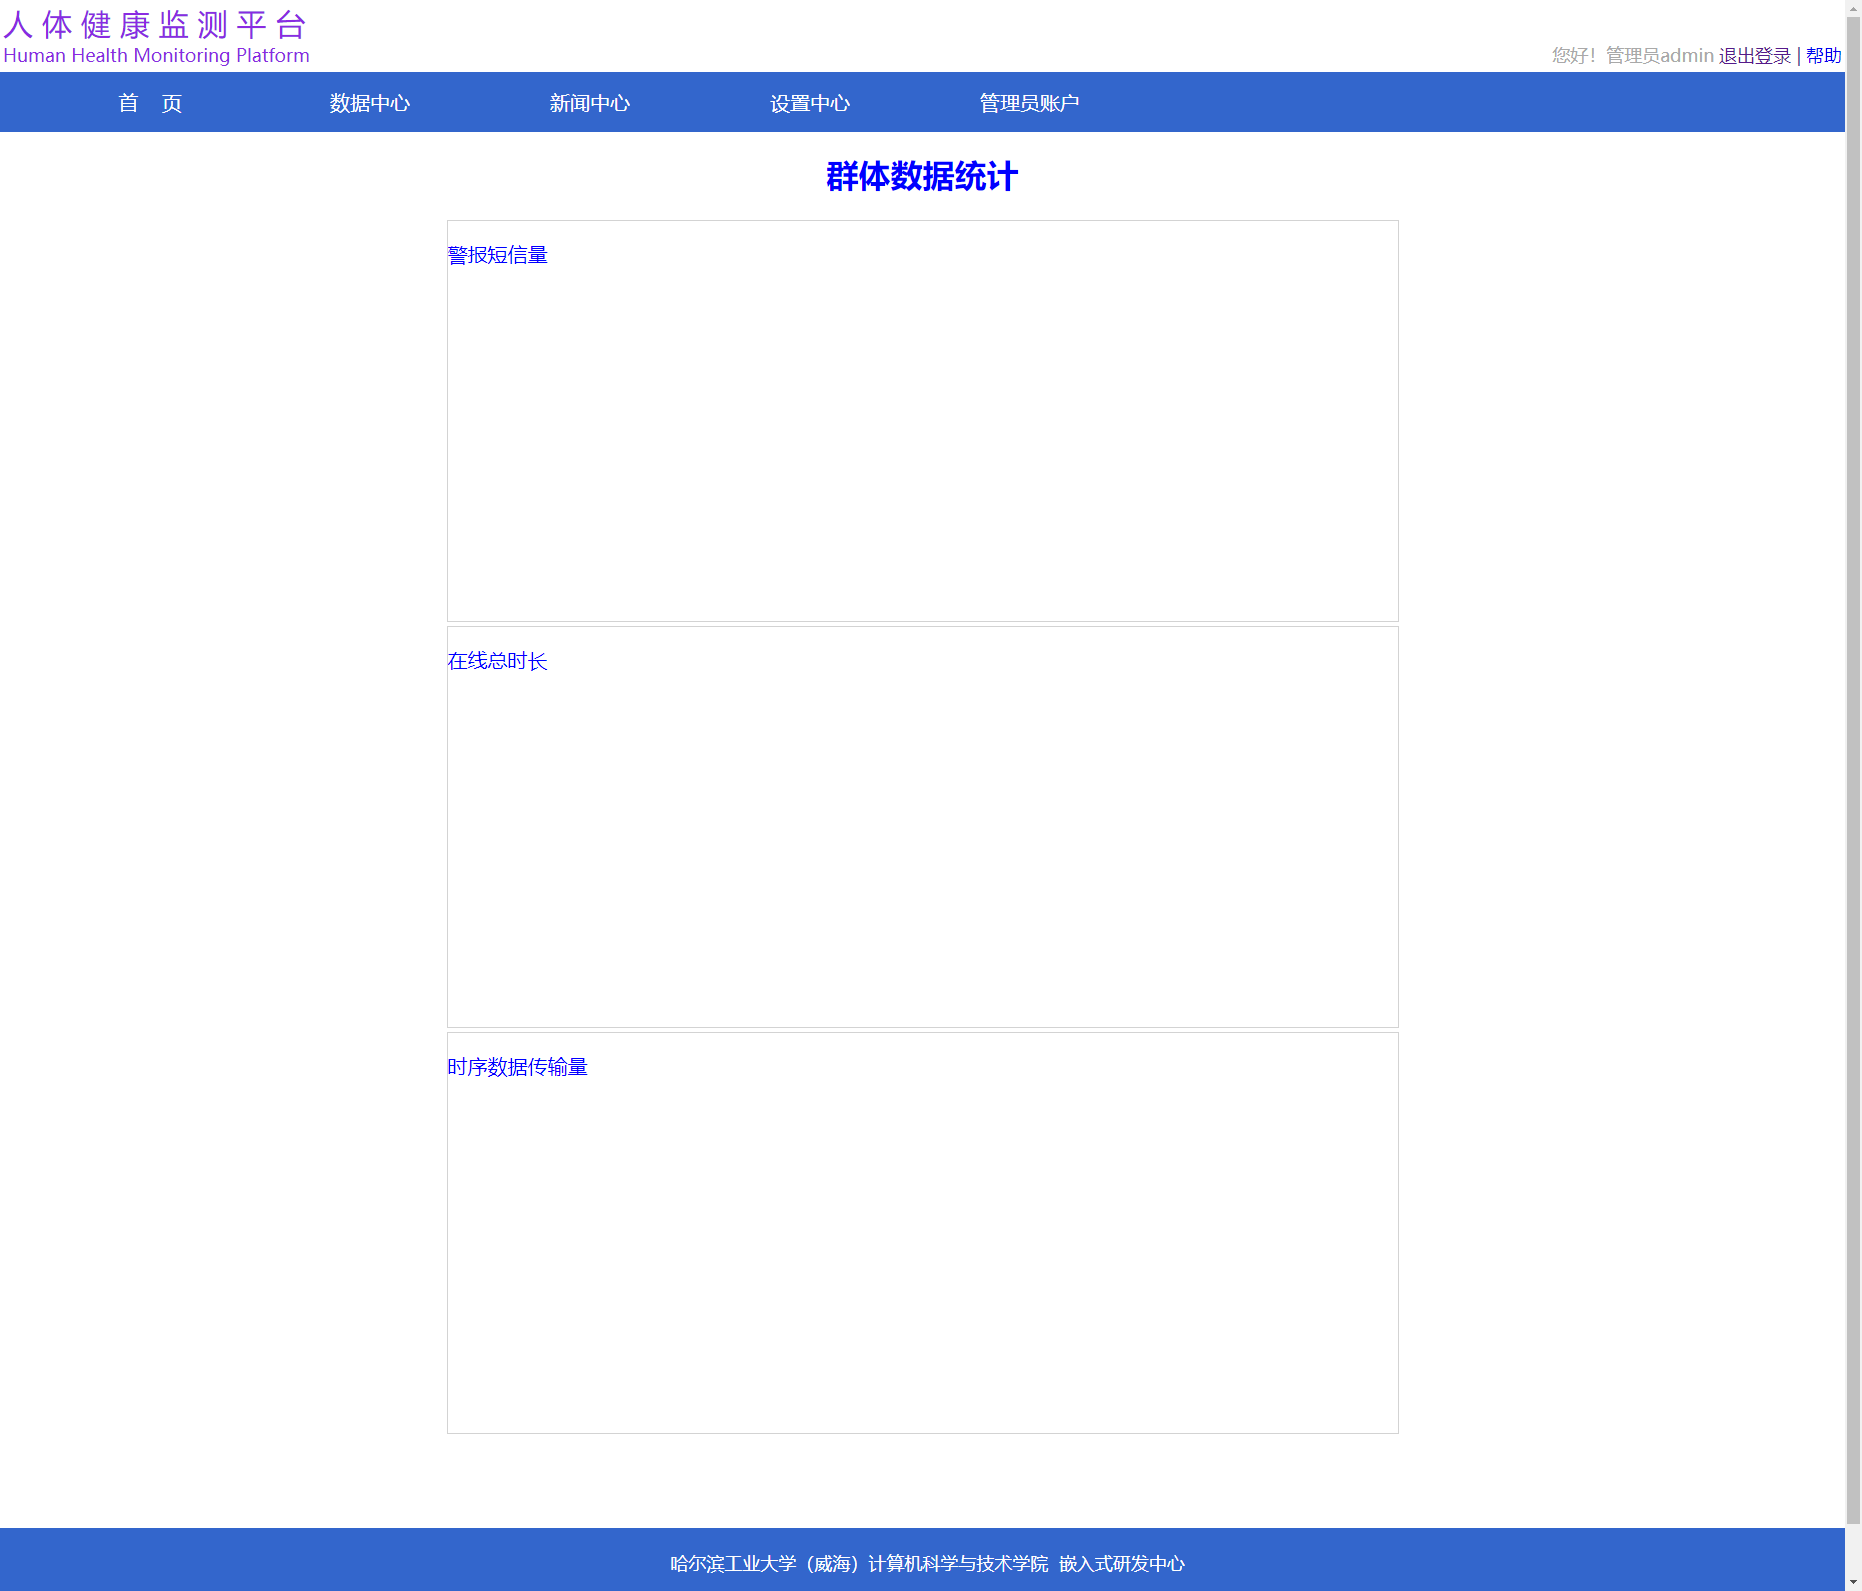 人体健康监测平台
Human Health Monitoring Platform
您好！管理员admin 退出登录 | 帮助
首 页 数据中心 新闻中心 设置中心 管理员账户
群体数据统计
警报短信量
在线总时长
时序数据传输量
哈尔滨工业大学（威海）计算机科学与技术学院 嵌入式研发中心